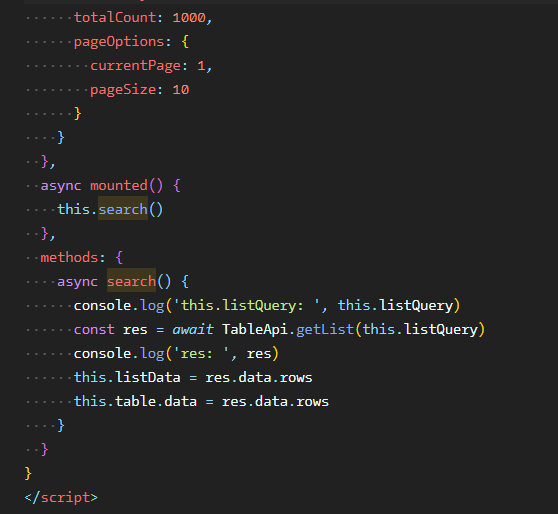 totalCount: 1000,
pageOptions: {
currentPage: 1,
pageSize: 10
}
}
},
async mounted() {
this.search()
},
methods: {
async search() {
console.log('this.listQuery: ', this.listQuery)
const res = await TableApi.getList(this.listQuery)
console.log('res: ', res)
this.listData = res.data.rows
this.table.data = res.data.rows
}
}
}
</script>